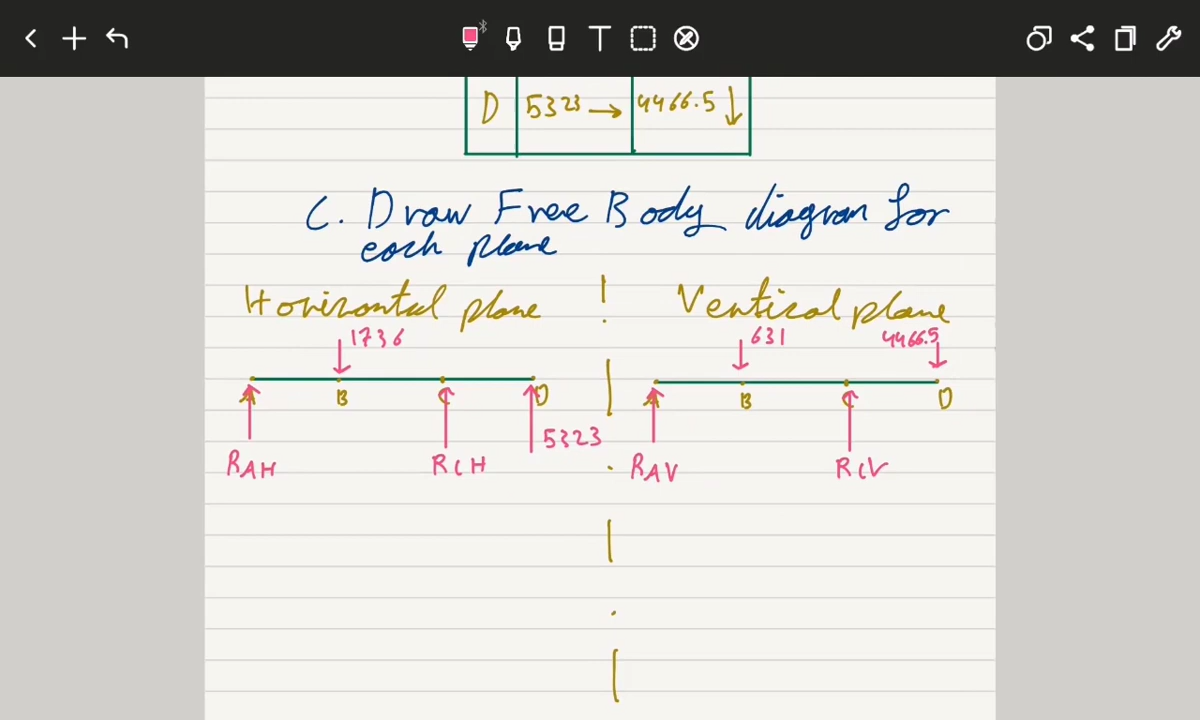 D 5323 → 4466.5 ↓
C. Draw Free Body diagram for
each plane
Horizontal plane
Vertical plane
1736
A B C D
RAH
RCH
5323
631
4466.5
A B C D
RAV
RCV